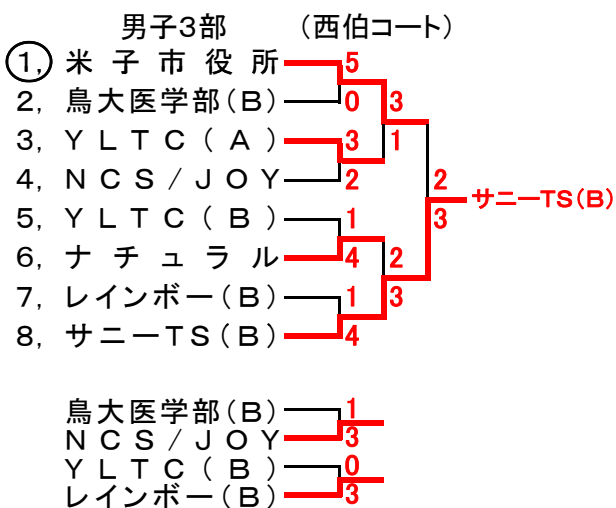 男子3部 (西伯コート)
1, 米子市役所 5
2, 鳥大医学部(B) 0 3
3, YLTC(A) 3 1
4, NCS/JOY 2 2
サニーTS(B)
5, YLTC(B) 1 3
6, ナチュラル 4 2
7, レインボー(B) 1 3
8, サニーTS(B) 4
鳥大医学部(B) 1
NCS/JOY 3
YLTC(B) 0
レインボー(B) 3